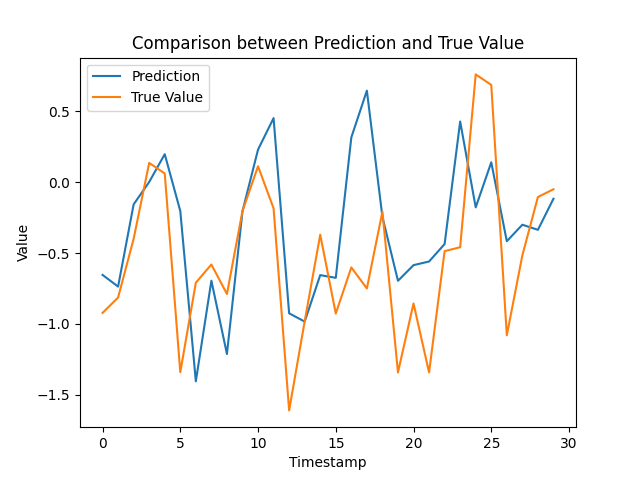 Comparison between Prediction and True Value
Prediction
True Value
0.5
0.0
−0.5
−1.0
−1.5
Value
0 5 10 15 20 25 30
Timestamp